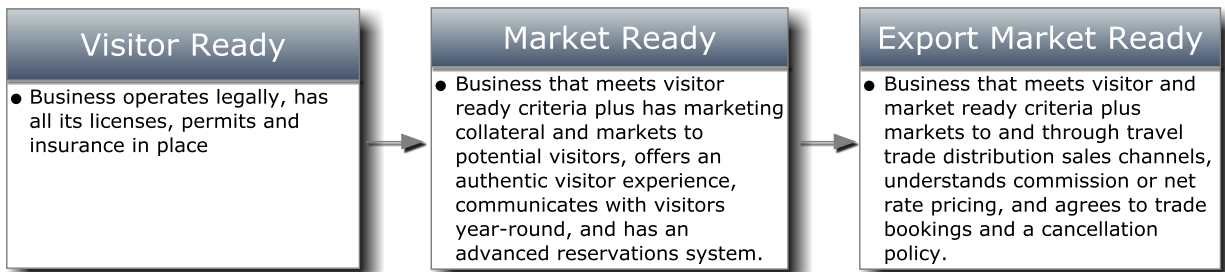 Visitor Ready
● Business operates legally, has
all its licenses, permits and
insurance in place
Market Ready
● Business that meets visitor
ready criteria plus has marketing
collateral and markets to
potential visitors, offers an
authentic visitor experience,
communicates with visitors
year-round, and has an
advanced reservations system.
Export Market Ready
● Business that meets visitor and
market ready criteria plus
markets to and through travel
trade distribution sales channels,
understands commission or net
rate pricing, and agrees to trade
bookings and a cancellation
policy.